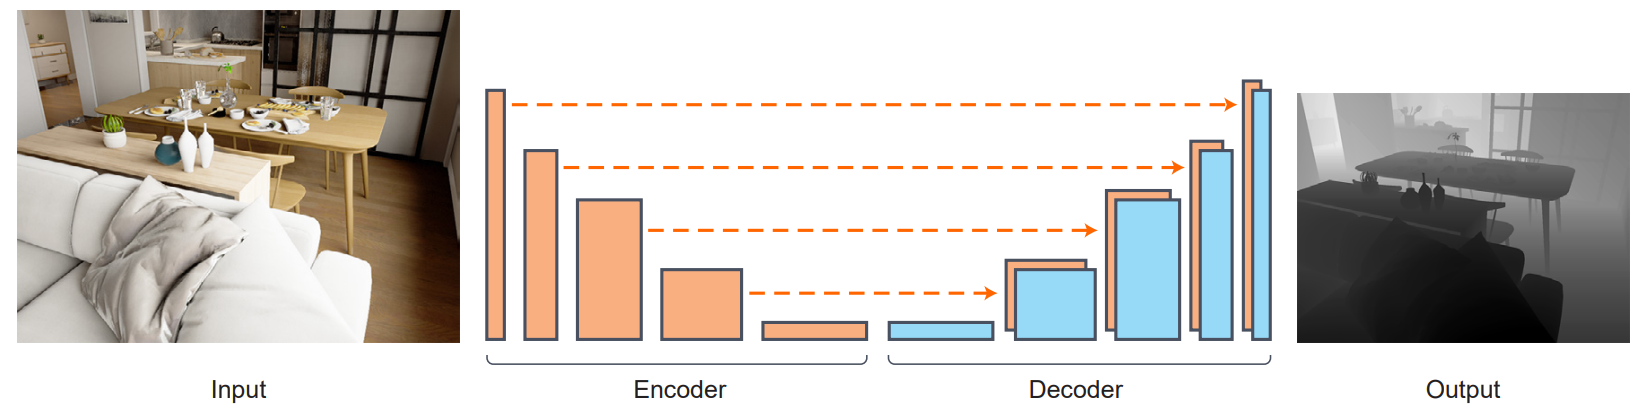 Input
Encoder
Decoder
Output